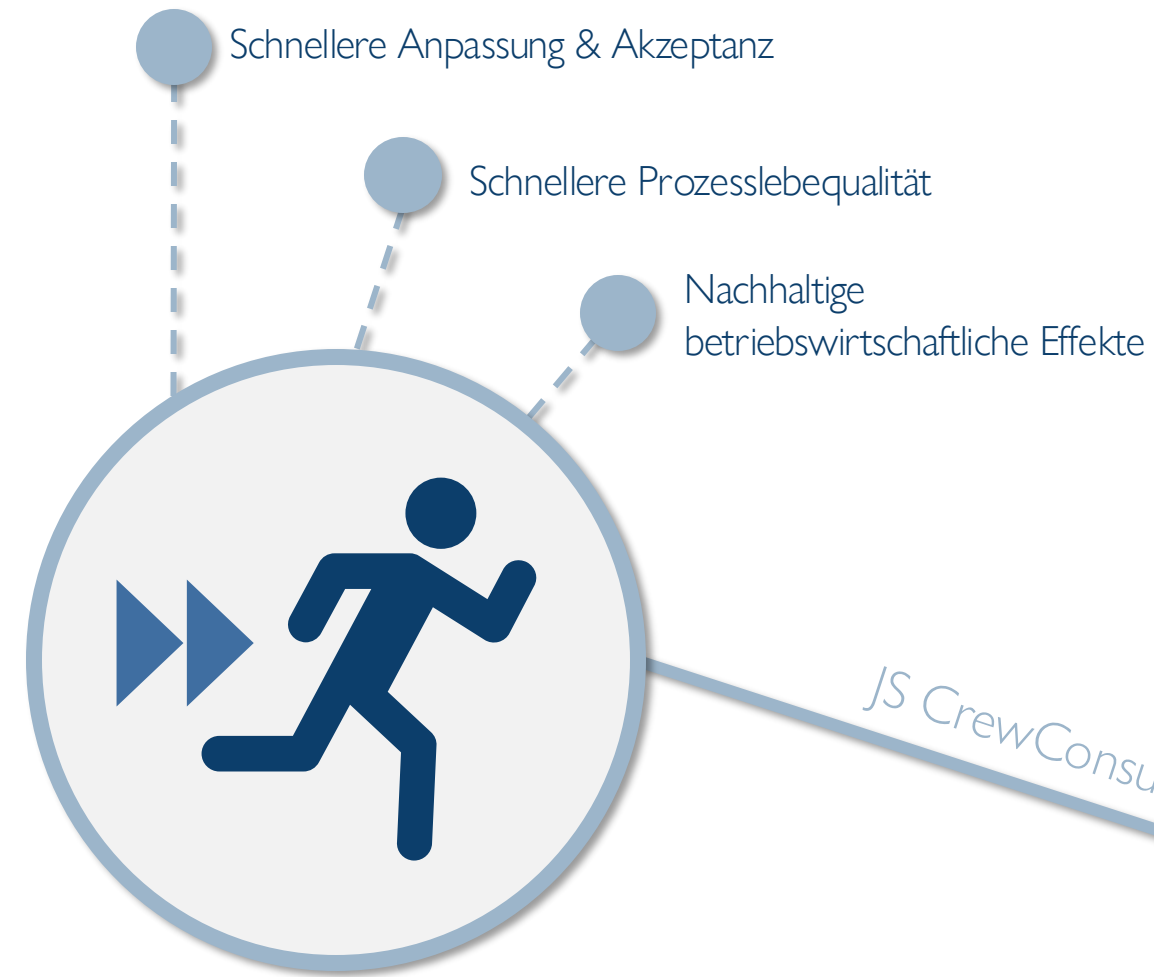 Schnellere Anpassung & Akzeptanz
Schnellere Prozesslebequalität
Nachhaltige
betriebswirtschaftliche Effekte
JS CrewConsu